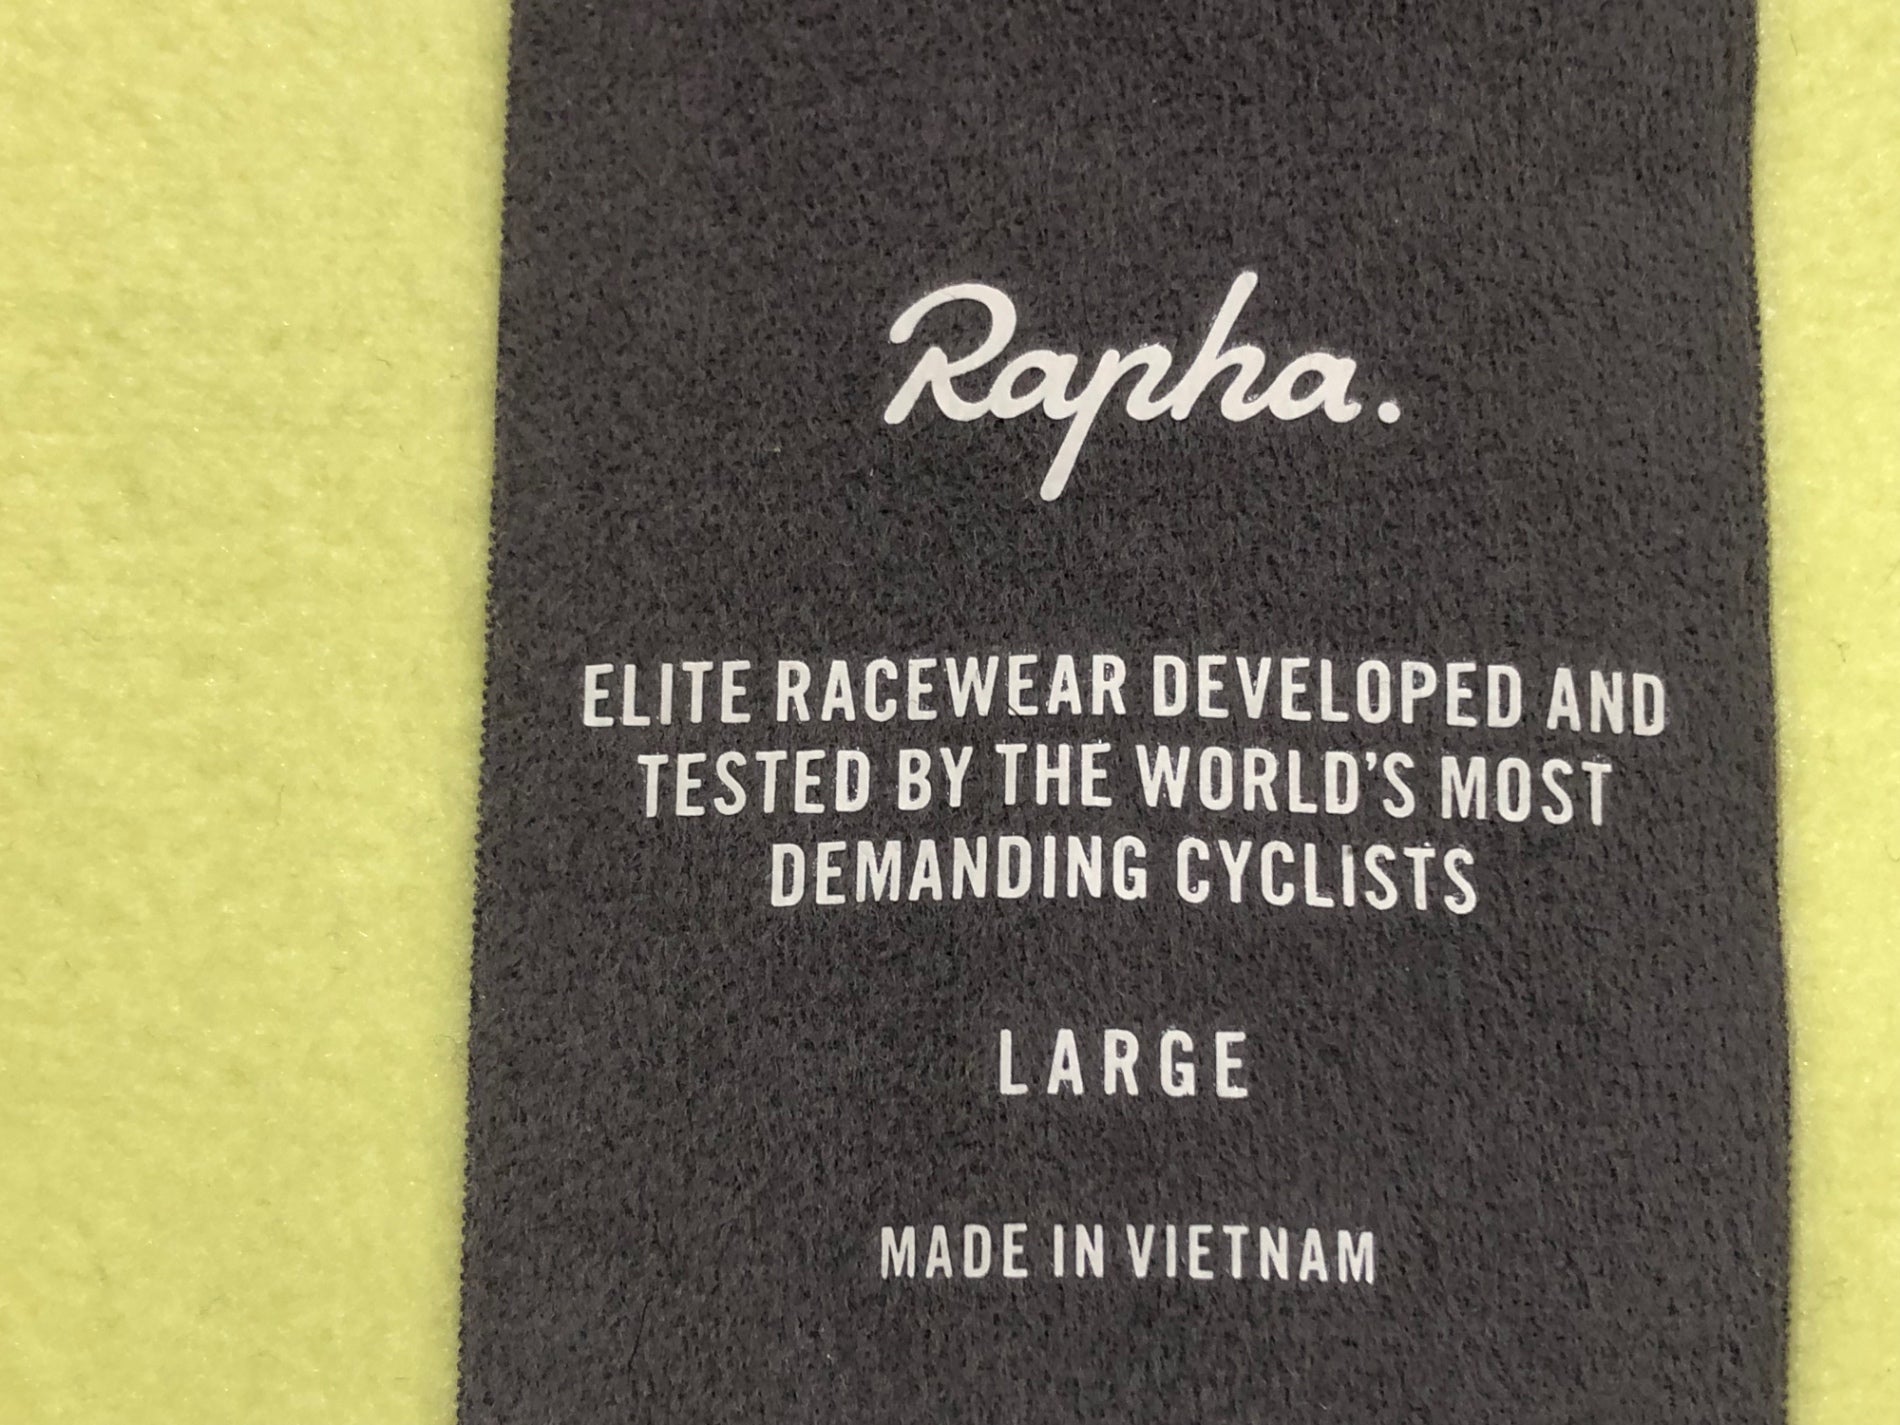 Rapha.
ELITE RACEWEAR DEVELOPED AND
TESTED BY THE WORLD'S MOST
DEMANDING CYCLISTS
LARGE
MADE IN VIETNAM